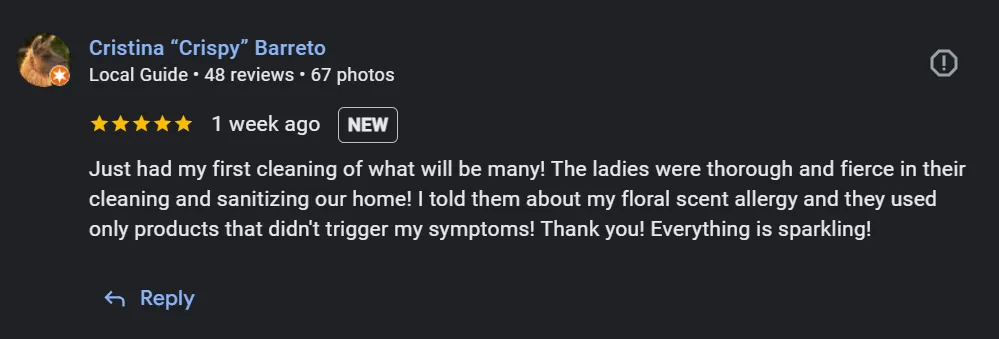 Cristina “Crispy” Barreto
Local Guide • 48 reviews • 67 photos
1 week ago NEW
Just had my first cleaning of what will be many! The ladies were thorough and fierce in their
cleaning and sanitizing our home! I told them about my floral scent allergy and they used
only products that didn't trigger my symptoms! Thank you! Everything is sparkling!
Reply